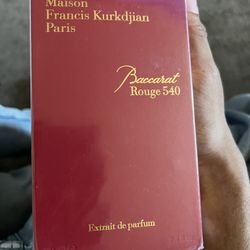 Maison
Francis Kurkdjian
Paris
Baccarat
Rouge 540
Extrait de parfum